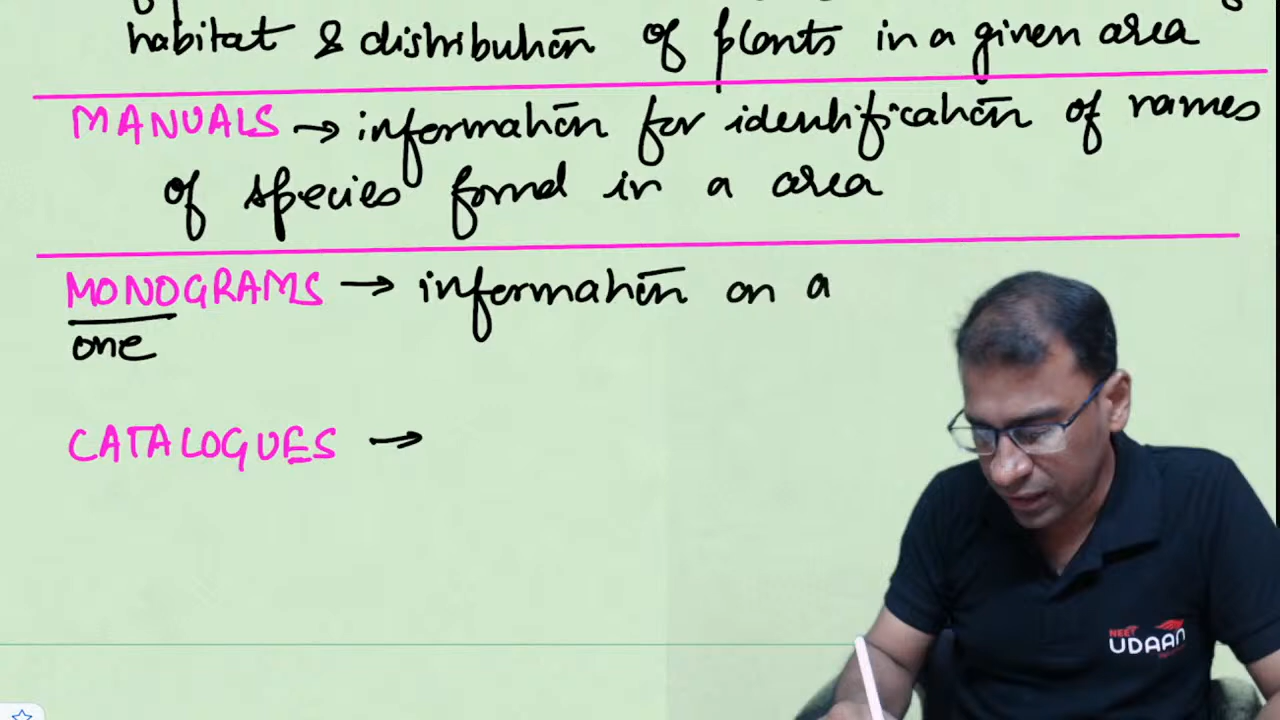 habitat & distribution of plants in a given area
MANUALS → information for identification of names
of species found in a area
MONOGRAMS → information on a
one
CATALOGUES →
NEET
UDAAN